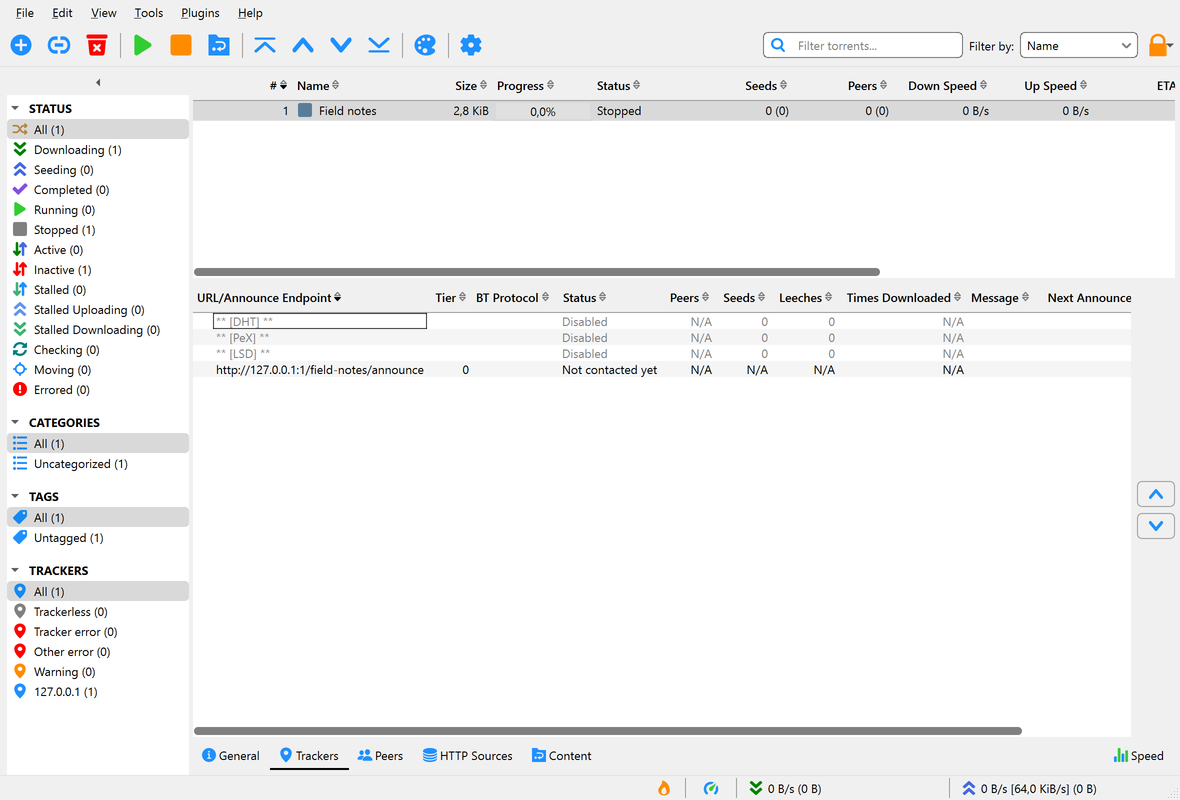 File Edit View Tools Plugins Help
Filter torrents... Filter by: Name
# Name Size Progress Status Seeds Peers Down Speed Up Speed ETA
1 Field notes 2,8 KiB 0,0% Stopped 0 (0) 0 (0) 0 B/s 0 B/s
STATUS
All (1)
Downloading (1)
Seeding (0)
Completed (0)
Running (0)
Stopped (1)
Active (0)
Inactive (1)
Stalled (0)
Stalled Uploading (0)
Stalled Downloading (0)
Checking (0)
Moving (0)
Errored (0)
CATEGORIES
All (1)
Uncategorized (1)
TAGS
All (1)
Untagged (1)
TRACKERS
All (1)
Trackerless (0)
Tracker error (0)
Other error (0)
Warning (0)
127.0.0.1 (1)
URL/Announce Endpoint Tier BT Protocol Status Peers Seeds Leeches Times Downloaded Message Next Announce
** [DHT] ** Disabled N/A 0 0 N/A
** [PeX] ** Disabled N/A 0 0 N/A
** [LSD] ** Disabled N/A 0 0 N/A
http://127.0.0.1:1/field-notes/announce 0 Not contacted yet N/A N/A N/A N/A
General Trackers Peers HTTP Sources Content Speed
0 B/s (0 B) 0 B/s [64,0 KiB/s] (0 B)